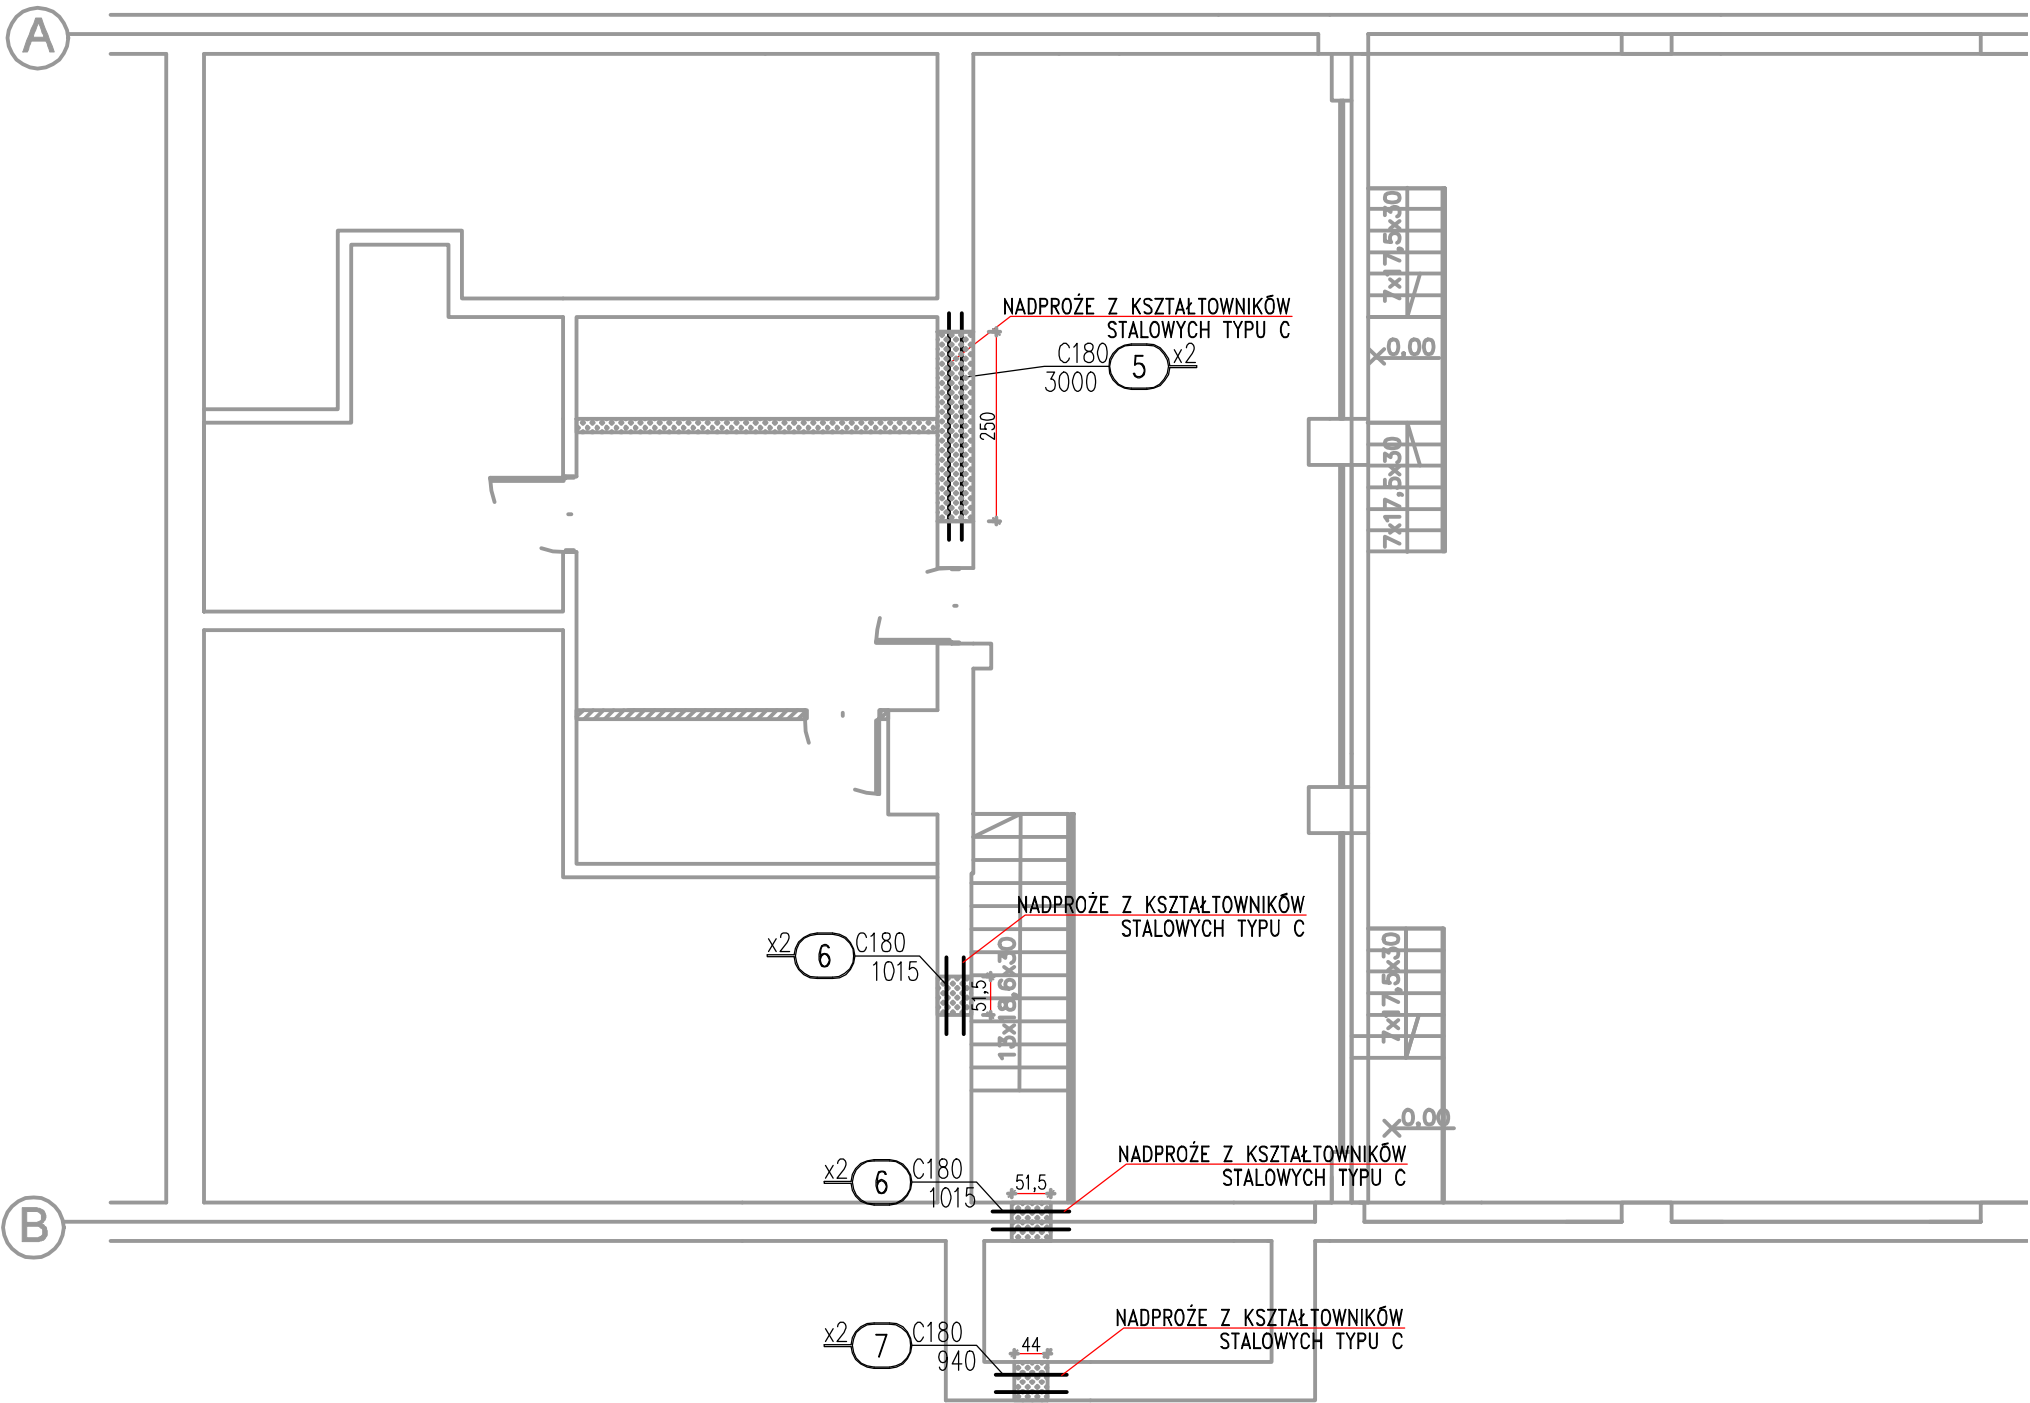 A
7x17,5x30
NADPROŻE Z KSZTAŁTOWNIKÓW
STALOWYCH TYPU C
C180
3000
5
x2
0.00
250
7x17,5x30
NADPROŻE Z KSZTAŁTOWNIKÓW
STALOWYCH TYPU C
x2
6
C180
1015
51,5
13x18,6x30
7x17,5x30
0.00
NADPROŻE Z KSZTAŁTOWNIKÓW
STALOWYCH TYPU C
x2
6
C180
1015
51,5
B
NADPROŻE Z KSZTAŁTOWNIKÓW
STALOWYCH TYPU C
x2
7
C180
940
44